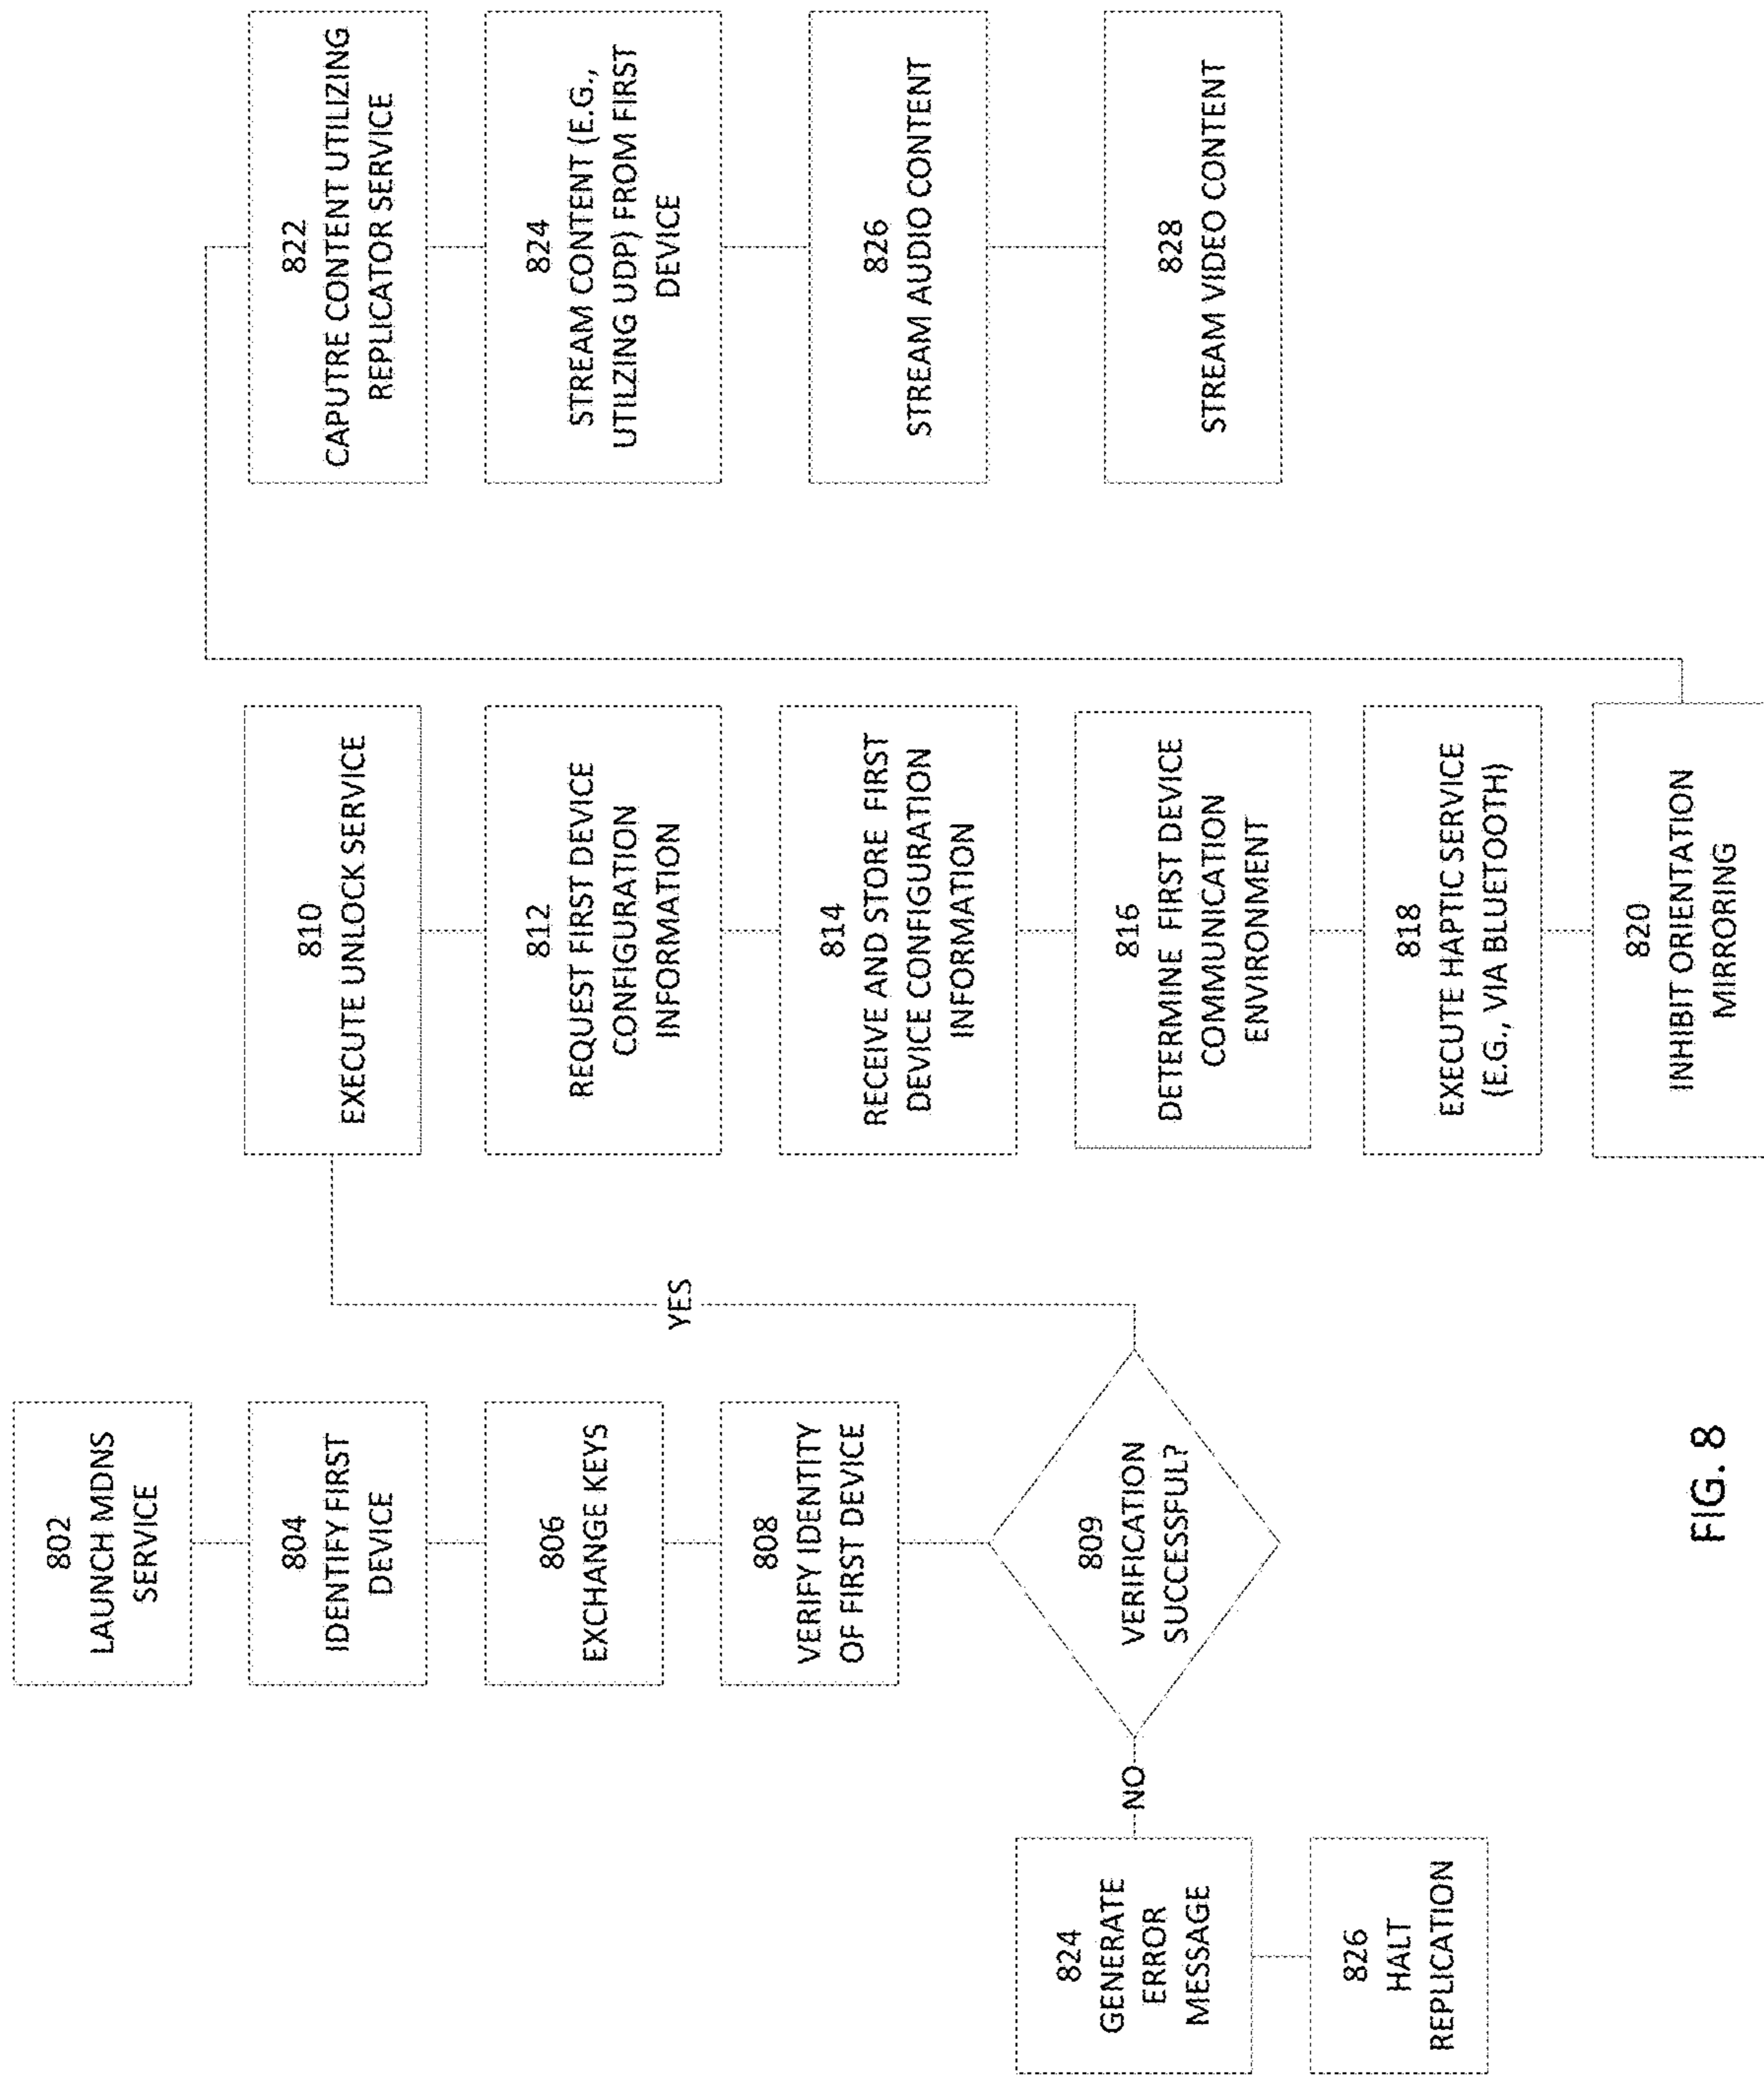 802
LAUNCH MDNS
SERVICE
804
IDENTIFY FIRST
DEVICE
806
EXCHANGE KEYS
808
VERIFY IDENTITY
OF FIRST DEVICE
809
VERIFICATION
SUCCESSFUL?
NO
824
GENERATE
ERROR
MESSAGE
826
HALT
REPLICATION
YES
810
EXECUTE UNLOCK SERVICE
812
REQUEST FIRST DEVICE
CONFIGURATION
INFORMATION
814
RECEIVE AND STORE FIRST
DEVICE CONFIGURATION
INFORMATION
816
DETERMINE FIRST DEVICE
COMMUNICATION
ENVIRONMENT
818
EXECUTE HAPTIC SERVICE
(E.G., VIA BLUETOOTH)
820
INHIBIT ORIENTATION
MIRRORING
822
CAPUTRE CONTENT UTILIZING
REPLICATOR SERVICE
824
STREAM CONTENT (E.G.,
UTILZING UDP) FROM FIRST
DEVICE
826
STREAM AUDIO CONTENT
828
STREAM VIDEO CONTENT
FIG. 8